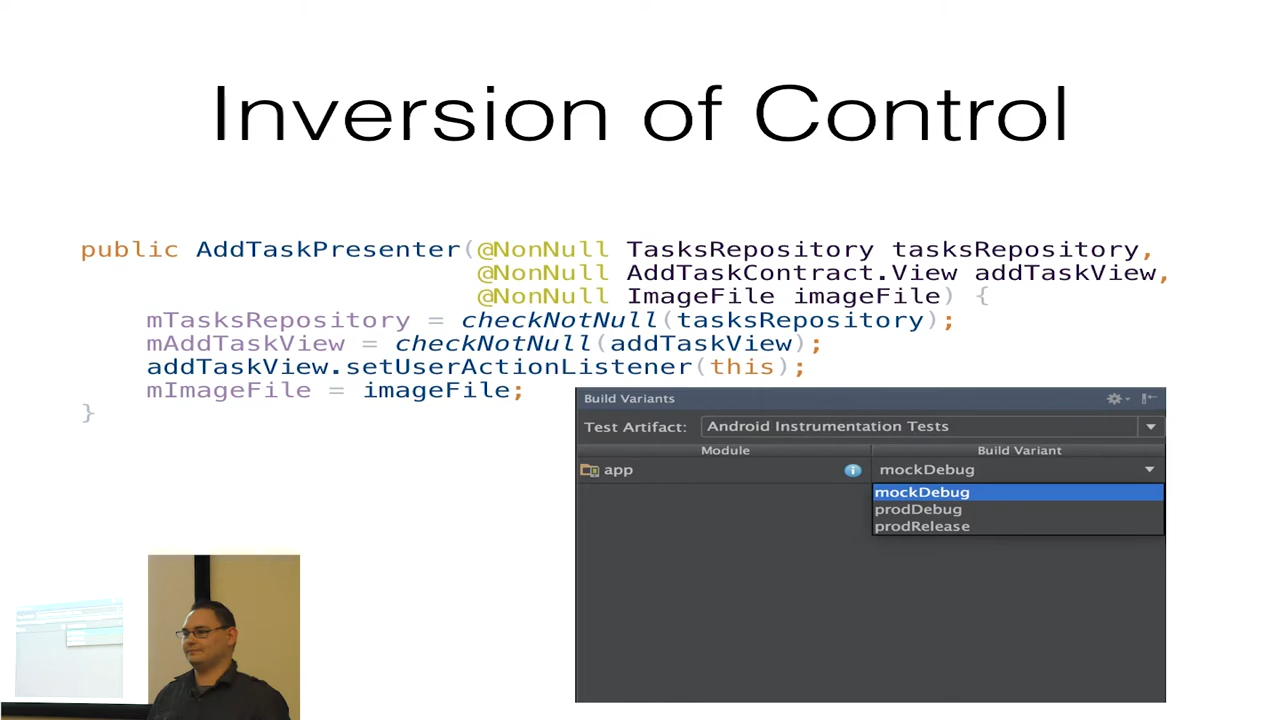 Inversion of Control
public AddTaskPresenter(@NonNull TasksRepository tasksRepository,
@NonNull AddTaskContract.View addTaskView,
@NonNull ImageFile imageFile) {
mTasksRepository = checkNotNull(tasksRepository);
mAddTaskView = checkNotNull(addTaskView);
addTaskView.setUserActionListener(this);
mImageFile = imageFile;
}
Build Variants
Test Artifact: Android Instrumentation Tests
Module Build Variant
app mockDebug
mockDebug
prodDebug
prodRelease